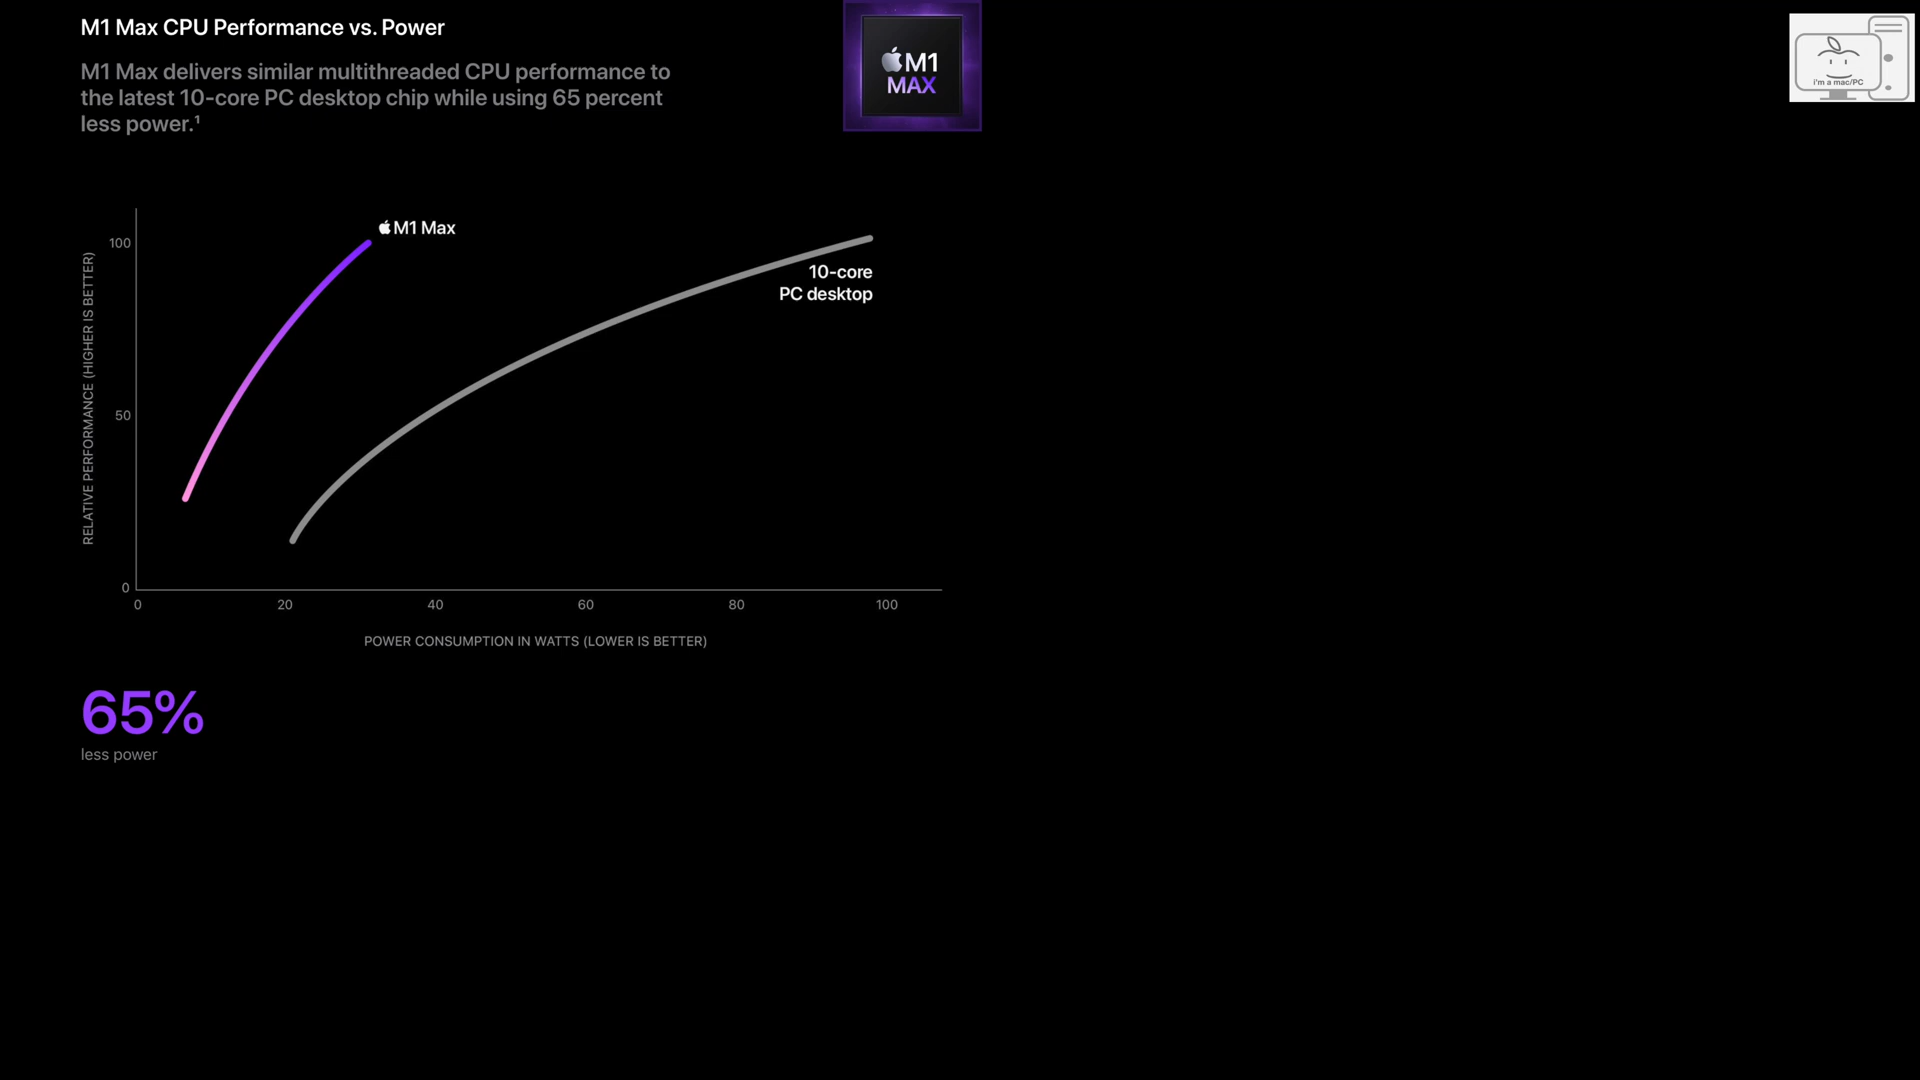 M1 Max CPU Performance vs. Power
M1 Max delivers similar multithreaded CPU performance to
the latest 10-core PC desktop chip while using 65 percent
less power.¹
M1
MAX
i'm a mac/PC
M1 Max
10-core
PC desktop
RELATIVE PERFORMANCE (HIGHER IS BETTER)
100
50
0
0 20 40 60 80 100
POWER CONSUMPTION IN WATTS (LOWER IS BETTER)
65%
less power